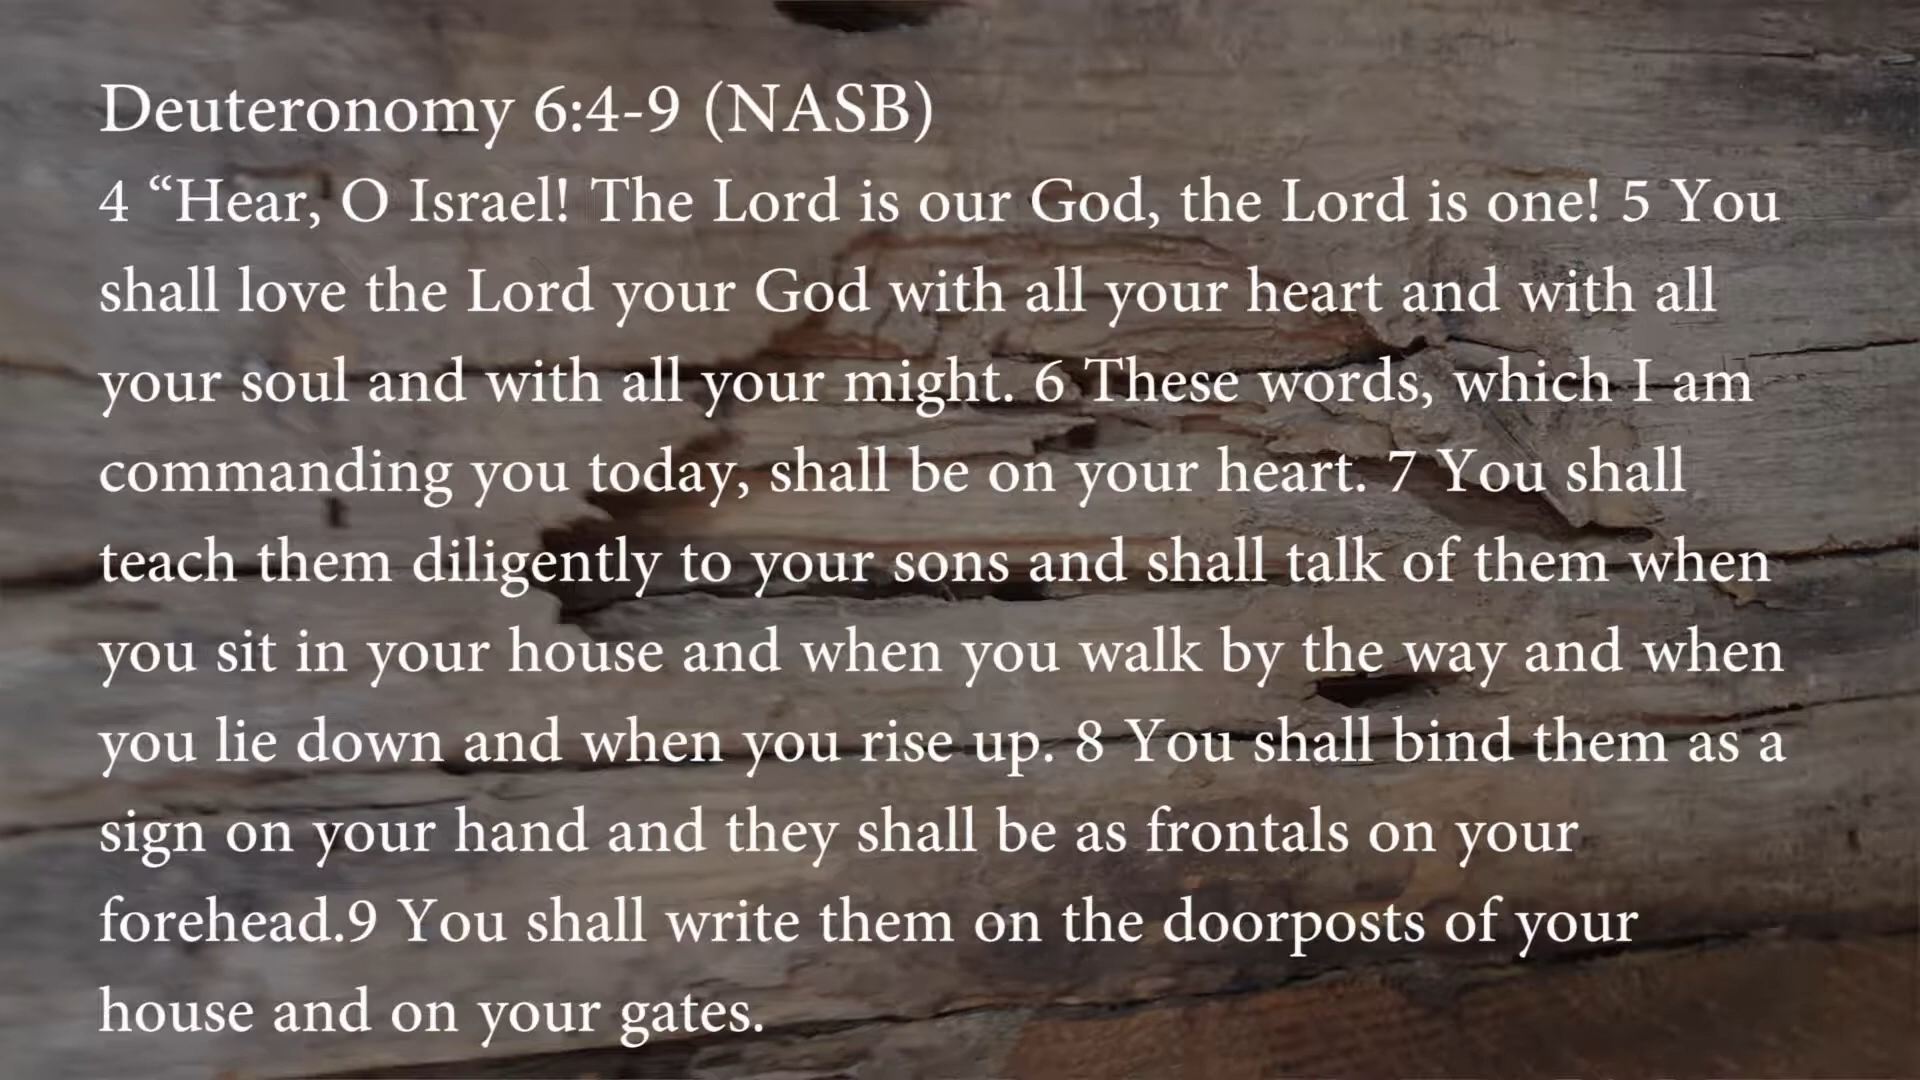 Deuteronomy 6:4-9 (NASB)
4 “Hear, O Israel! The Lord is our God, the Lord is one! 5 You
shall love the Lord your God with all your heart and with all
your soul and with all your might. 6 These words, which I am
commanding you today, shall be on your heart. 7 You shall
teach them diligently to your sons and shall talk of them when
you sit in your house and when you walk by the way and when
you lie down and when you rise up. 8 You shall bind them as a
sign on your hand and they shall be as frontals on your
forehead.9 You shall write them on the doorposts of your
house and on your gates.